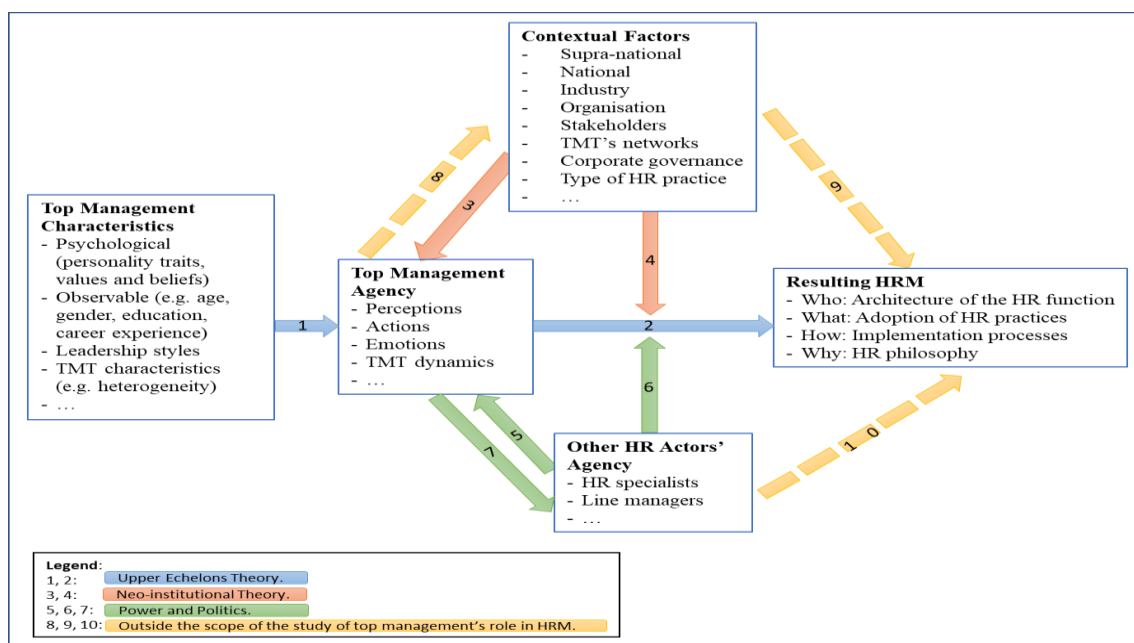 Contextual Factors
- Supra-national
- National
- Industry
- Organisation
- Stakeholders
- TMT's networks
- Corporate governance
- Type of HR practice
- …
8
3
9
4
Top Management
Characteristics
- Psychological
(personality traits,
values and beliefs)
- Observable (e.g. age,
gender, education,
career experience)
- Leadership styles
- TMT characteristics
(e.g. heterogeneity)
- …
1
Top Management
Agency
- Perceptions
- Actions
- Emotions
- TMT dynamics
- …
2
Resulting HRM
- Who: Architecture of the HR function
- What: Adoption of HR practices
- How: Implementation processes
- Why: HR philosophy
5
7
6
10
Other HR Actors'
Agency
- HR specialists
- Line managers
- …
Legend:
1, 2: Upper Echelons Theory.
3, 4: Neo-institutional Theory.
5, 6, 7: Power and Politics.
8, 9, 10: Outside the scope of the study of top management's role in HRM.